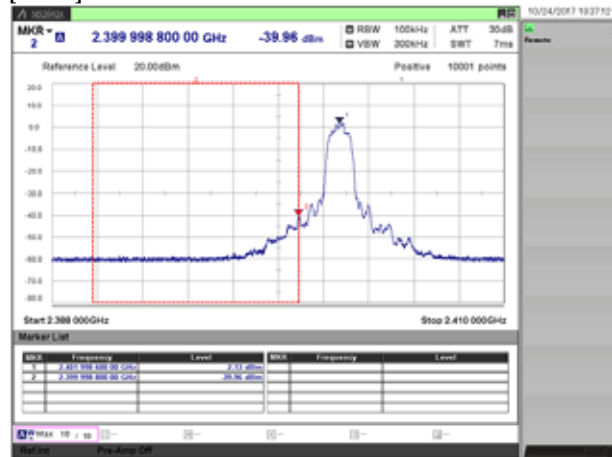 10/24/2017 19:37:12
MKR 2 2.399 998 800 00 GHz -39.96 dBm
RBW 100kHz ATT 30dB
VBW 300kHz SWT 7ms
Remote
Reference Level 20.00dBm Positive 10001 points
2
1
20.0
10.0
0.0
-10.0
-20.0
-30.0
-40.0
-60.0
-70.0
-80.0
1
2
Start 2.388 000GHz Stop 2.410 000GHz
Marker List
MKR Frequency Level MKR Frequency Level
1 2.401 998 600 00 GHz 2.13 dBm
2 2.399 998 800 00 GHz -39.96 dBm
Max 10 / 10
Ref.Int Pre-Amp Off